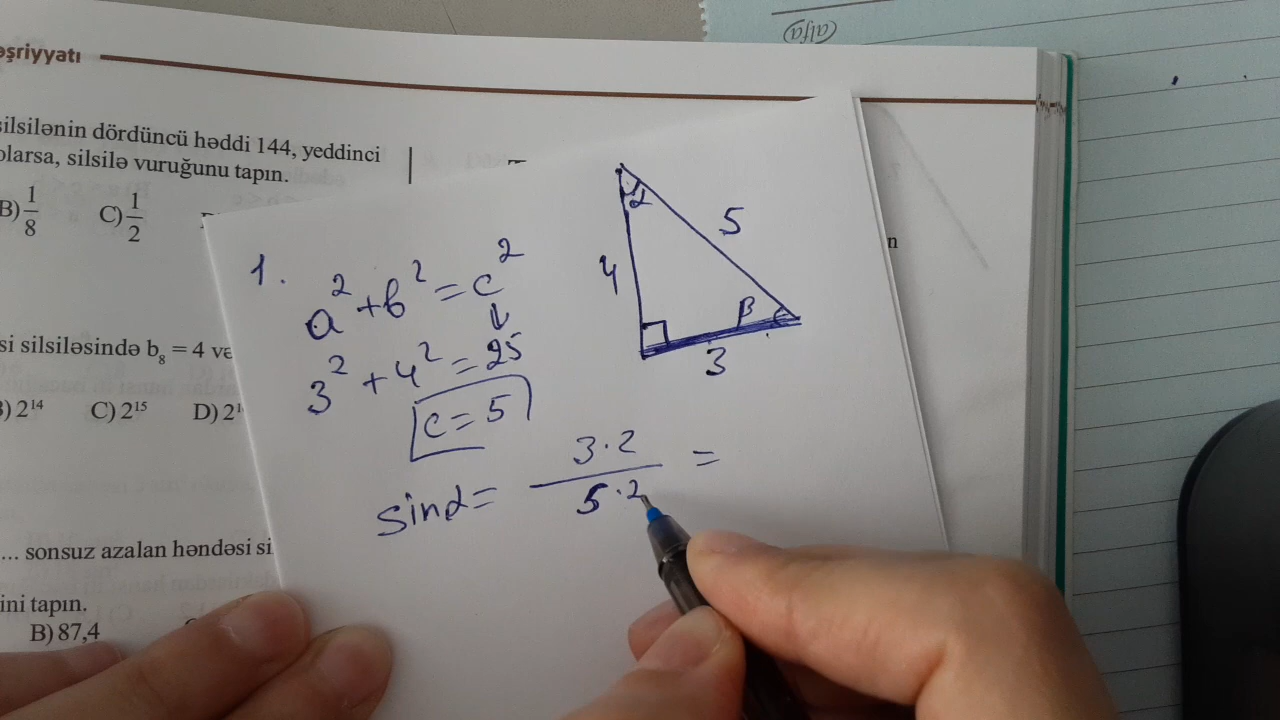 əşriyyatı
silsilənin dördüncü həddi 144, yeddinci
olarsa, silsilə vuruğunu tapın.
B) 1/8 C) 1/2
si silsiləsində b₈ = 4 və
B) 2¹⁴ C) 2¹⁵ D) 2¹
... sonsuz azalan həndəsi si
ini tapın.
B) 87,4
n
(alfa)
1.
a² + b² = c²
↓
3² + 4² = 25
c = 5
sinα = 3·2 / 5·2 =
α
5
4
β
3